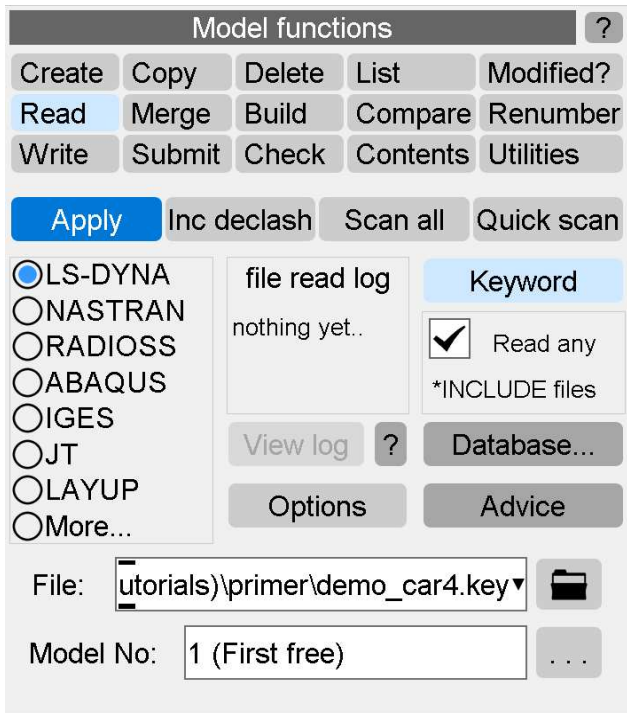 Model functions ?
Create Copy Delete List Modified?
Read Merge Build Compare Renumber
Write Submit Check Contents Utilities
Apply Inc declash Scan all Quick scan
LS-DYNA
NASTRAN
RADIOSS
ABAQUS
IGES
JT
LAYUP
More...
file read log
nothing yet..
View log ?
Options
Keyword
Read any
*INCLUDE files
Database...
Advice
File: utorials)\primer\demo_car4.key
Model No: 1 (First free) ...